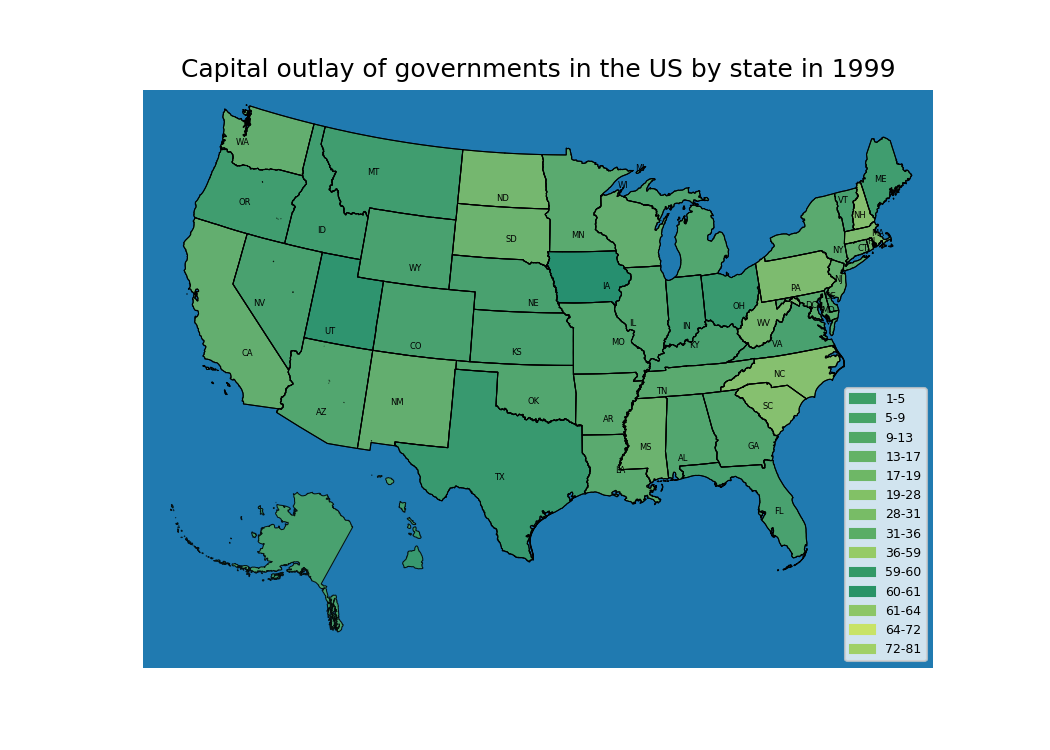 Capital outlay of governments in the US by state in 1999
WA
MT
ND
OR
ID
SD
MN
WI
MI
ME
VT
NH
MA
CT
NY
WY
NE
IA
NV
UT
CO
KS
MO
IL
IN
OH
PA
NJ
WV
VA
KY
DC
MD
CA
AZ
NM
OK
AR
TN
NC
SC
MS
AL
GA
LA
TX
FL
1-5
5-9
9-13
13-17
17-19
19-28
28-31
31-36
36-59
59-60
60-61
61-64
64-72
72-81